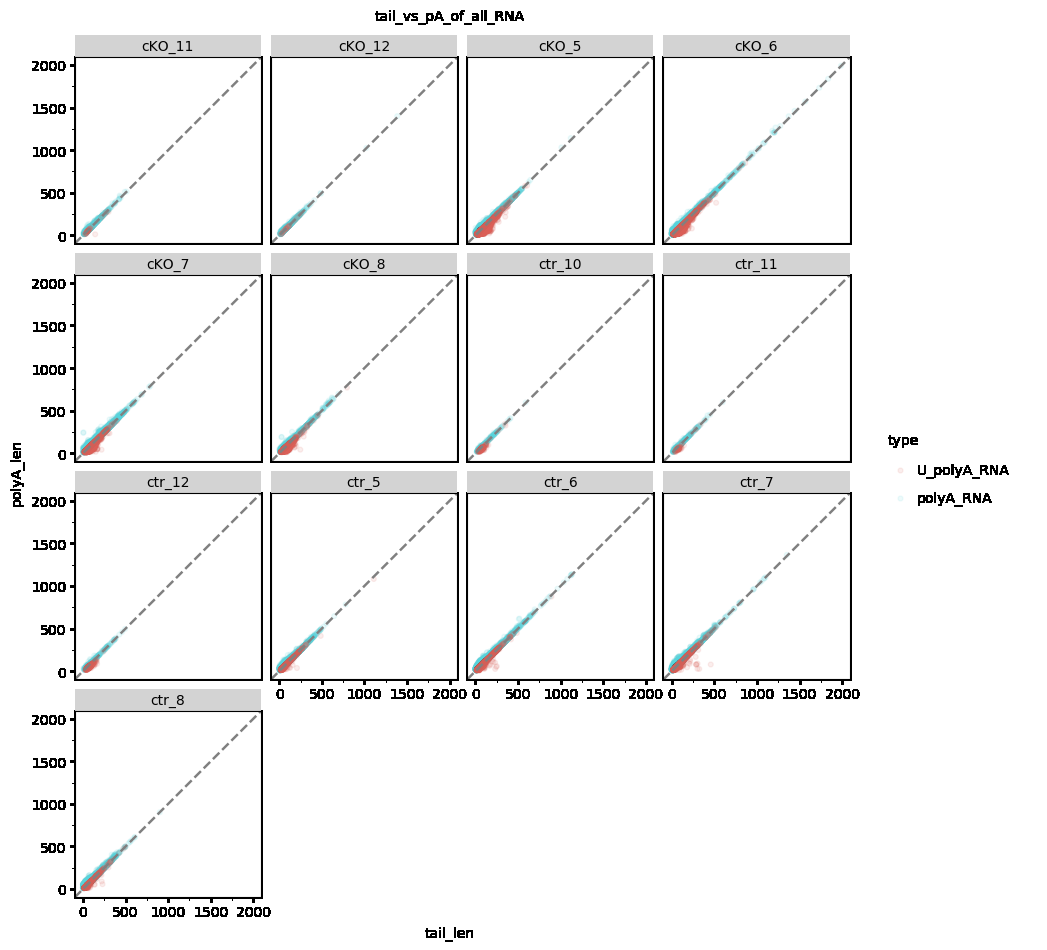 tail_vs_pA_of_all_RNA
cKO_11 cKO_12 cKO_5 cKO_6
2000
1500
1000
500
0
cKO_7 cKO_8 ctr_10 ctr_11
2000
1500
1000
500
0
polyA_len
type
U_polyA_RNA
polyA_RNA
ctr_12 ctr_5 ctr_6 ctr_7
2000
1500
1000
500
0
0 500 1000 1500 2000 0 500 1000 1500 2000 0 500 1000 1500 2000
ctr_8
2000
1500
1000
500
0
0 500 1000 1500 2000
tail_len